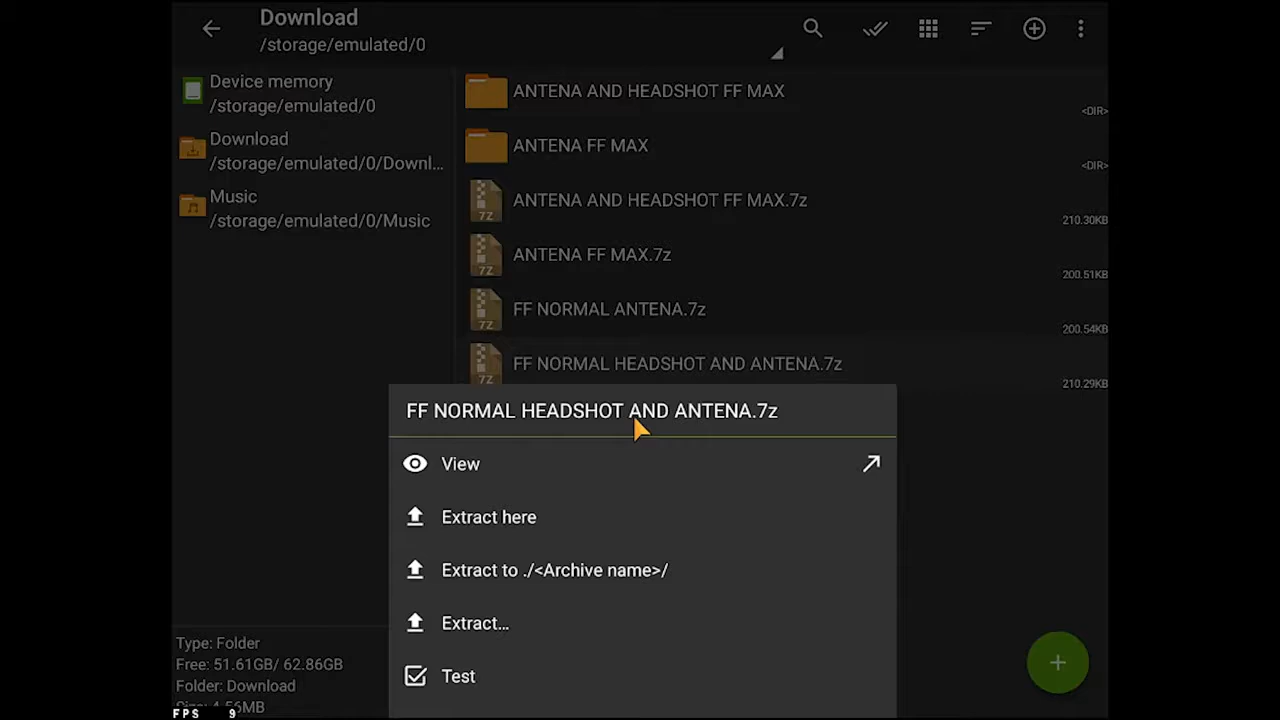 Download
/storage/emulated/0
Device memory
/storage/emulated/0
Download
/storage/emulated/0/Downl...
Music
/storage/emulated/0/Music
ANTENA AND HEADSHOT FF MAX
<DIR>
ANTENA FF MAX
<DIR>
7Z
ANTENA AND HEADSHOT FF MAX.7z
210.30KB
7Z
ANTENA FF MAX.7z
200.51KB
7Z
FF NORMAL ANTENA.7z
200.54KB
7Z
FF NORMAL HEADSHOT AND ANTENA.7z
210.29KB
FF NORMAL HEADSHOT AND ANTENA.7z
View
Extract here
Extract to ./<Archive name>/
Extract...
Test
Type: Folder
Free: 51.61GB/ 62.86GB
Folder: Download
FPS 9